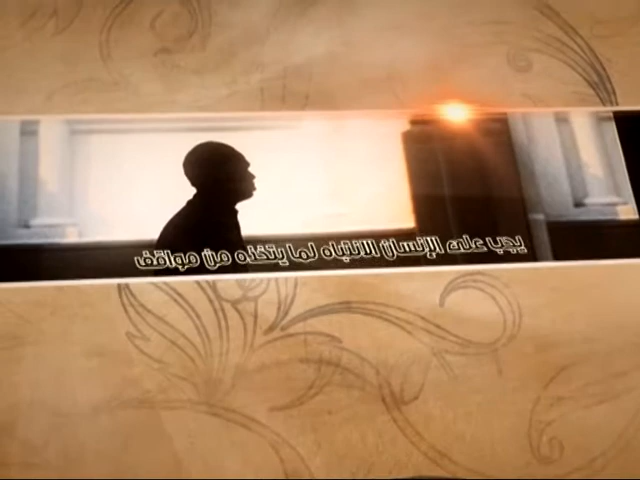 يجب على الإنسان الانتباه لما يتخذه من مواقف